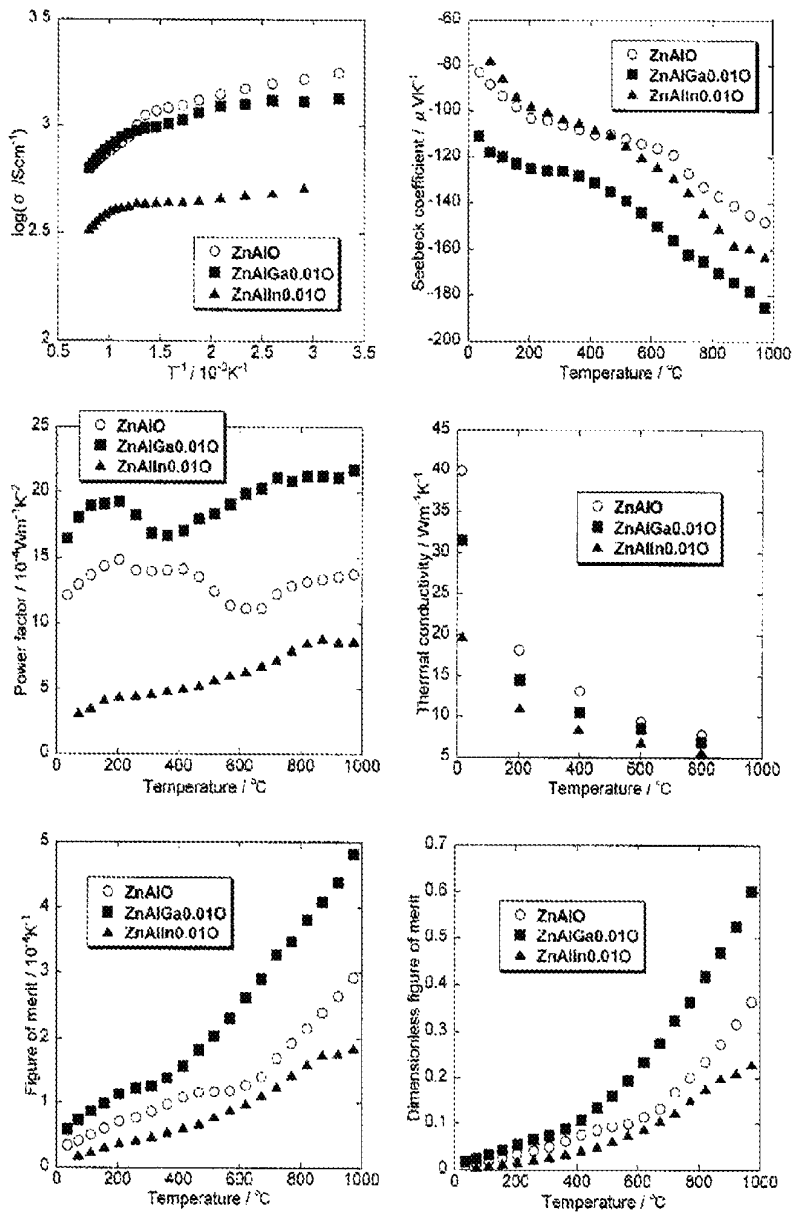 3.5
3
2.5
2
log(σ /Scm⁻¹)
ZnAlO
ZnAlGa0.01O
ZnAlIn0.01O
0.5 1 1.5 2 2.5 3 3.5
T⁻¹ / 10⁻³K⁻¹
-60
-80
-100
-120
-140
-160
-180
-200
Seebeck coefficient / μ VK⁻¹
ZnAlO
ZnAlGa0.01O
ZnAlIn0.01O
0 200 400 600 800 1000
Temperature / °C
25
20
15
10
5
0
Power factor / 10⁻⁴Wm⁻¹K⁻²
ZnAlO
ZnAlGa0.01O
ZnAlIn0.01O
0 200 400 600 800 1000
Temperature / °C
45
40
35
30
25
20
15
10
5
Thermal conductivity / Wm⁻¹K⁻¹
ZnAlO
ZnAlGa0.01O
ZnAlIn0.01O
0 200 400 600 800 1000
Temperature / °C
5
4
3
2
1
0
Figure of merit / 10⁻⁴K⁻¹
ZnAlO
ZnAlGa0.01O
ZnAlIn0.01O
0 200 400 600 800 1000
Temperature / °C
0.7
0.6
0.5
0.4
0.3
0.2
0.1
0
Dimensionless figure of merit
ZnAlO
ZnAlGa0.01O
ZnAlIn0.01O
0 200 400 600 800 1000
Temperature / °C